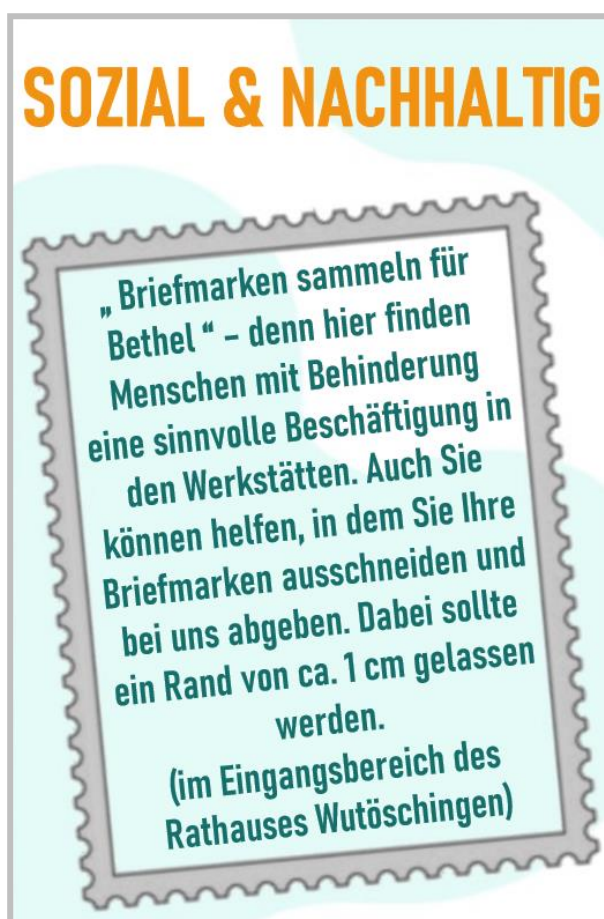 SOZIAL & NACHHALTIG
„ Briefmarken sammeln für
Bethel “ – denn hier finden
Menschen mit Behinderung
eine sinnvolle Beschäftigung in
den Werkstätten. Auch Sie
können helfen, in dem Sie Ihre
Briefmarken ausschneiden und
bei uns abgeben. Dabei sollte
ein Rand von ca. 1 cm gelassen
werden.
(im Eingangsbereich des
Rathauses Wutöschingen)